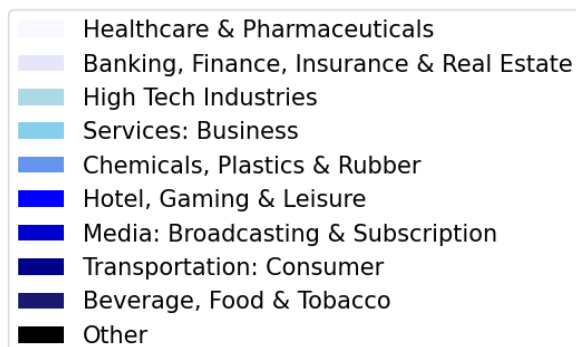 Healthcare & Pharmaceuticals
Banking, Finance, Insurance & Real Estate
High Tech Industries
Services: Business
Chemicals, Plastics & Rubber
Hotel, Gaming & Leisure
Media: Broadcasting & Subscription
Transportation: Consumer
Beverage, Food & Tobacco
Other